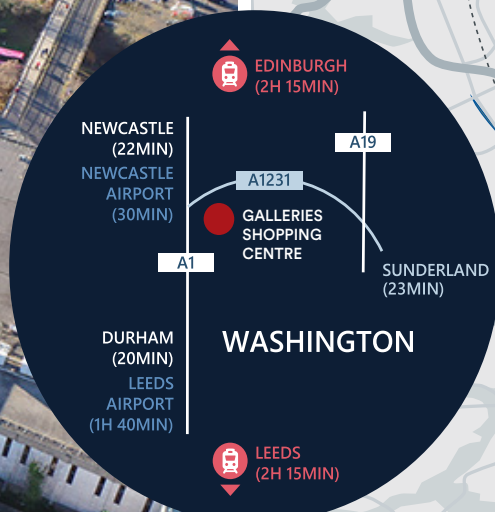 EDINBURGH
(2H 15MIN)
NEWCASTLE
(22MIN)
NEWCASTLE
AIRPORT
(30MIN)
A19
A1231
GALLERIES
SHOPPING
CENTRE
A1
SUNDERLAND
(23MIN)
DURHAM
(20MIN)
WASHINGTON
LEEDS
AIRPORT
(1H 40MIN)
LEEDS
(2H 15MIN)